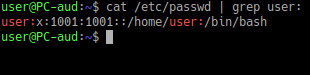 user@PC-aud:~$ cat /etc/passwd | grep user:
user:x:1001:1001::/home/user:/bin/bash
user@PC-aud:~$